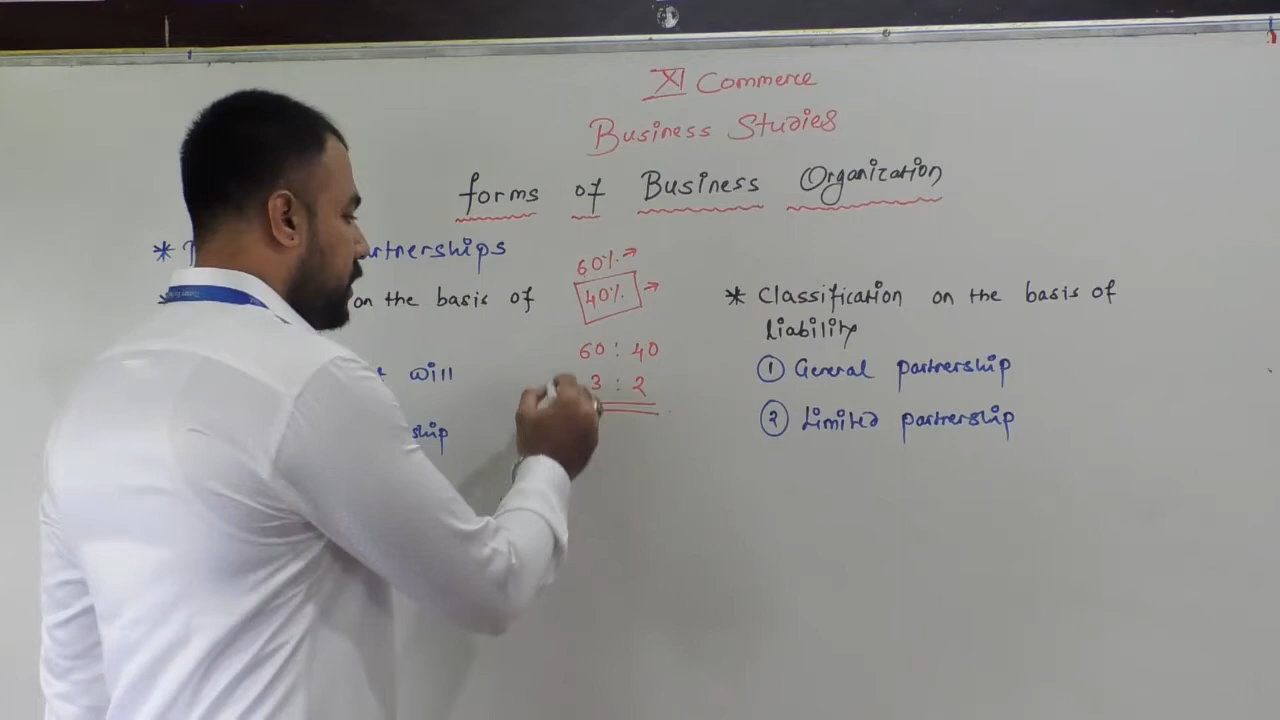 XI Commerce
Business Studies
forms of Business Organization
* artnerships
on the basis of
will
ship
60% →
40% →
60 : 40
3 : 2
* Classification on the basis of
liability
① General partnership
② Limited partnership